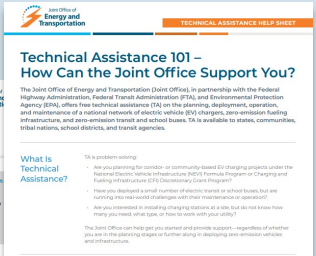 Joint Office of
Energy and
Transportation
TECHNICAL ASSISTANCE HELP SHEET
Technical Assistance 101 –
How Can the Joint Office Support You?
The Joint Office of Energy and Transportation (Joint Office), in partnership with the Federal
Highway Administration, Federal Transit Administration (FTA), and Environmental Protection
Agency (EPA), offers free technical assistance (TA) on the planning, deployment, operation,
and maintenance of a national network of electric vehicle (EV) chargers, zero-emission fueling
infrastructure, and zero-emission transit and school buses. TA is available to states, communities,
tribal nations, school districts, and transit agencies.
What Is
Technical
Assistance?
TA is problem solving:
- Are you planning for corridor- or community-based EV charging projects under the
National Electric Vehicle Infrastructure (NEVI) Formula Program or Charging and
Fueling Infrastructure (CFI) Discretionary Grant Program?
- Have you deployed a small number of electric transit or school buses, but are
running into real-world challenges with their maintenance or operation?
- Are you interested in installing charging stations at a site, but do not know how
many you need, what type, or how to work with your utility?
The Joint Office can help get you started and provide support—regardless of whether
you are in the planning stages or further along in deploying zero-emission vehicles
and infrastructure.